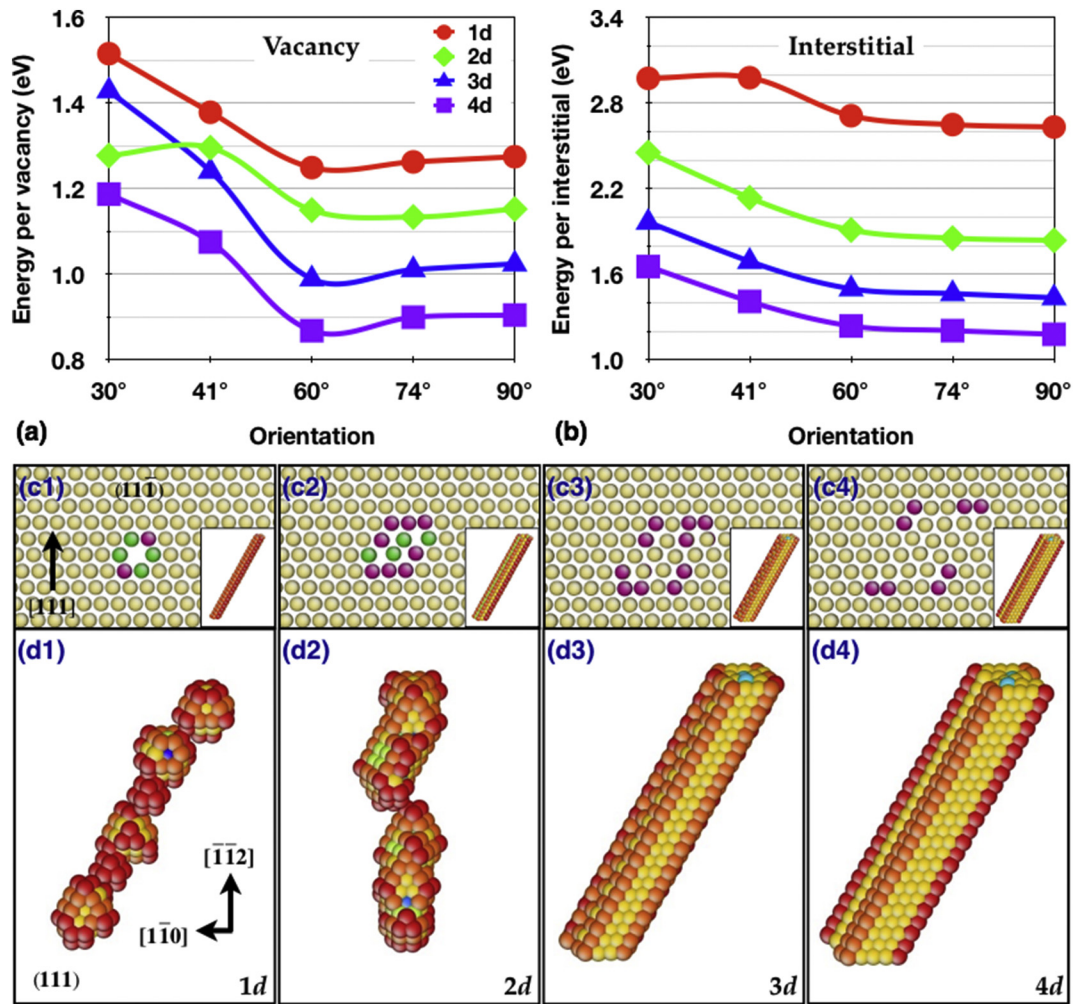 Vacancy
1d
2d
3d
4d
Energy per vacancy (eV)
1.6
1.4
1.2
1.0
0.8
30° 41° 60° 74° 90°
(a) Orientation
Interstitial
Energy per interstitial (eV)
3.4
2.8
2.2
1.6
1.0
30° 41° 60° 74° 90°
(b) Orientation
(c1) (111̄)
[111]
(c2)
(c3)
(c4)
(d1)
[1̄1̄2]
[11̄0]
(111) 1d
(d2)
2d
(d3)
3d
(d4)
4d